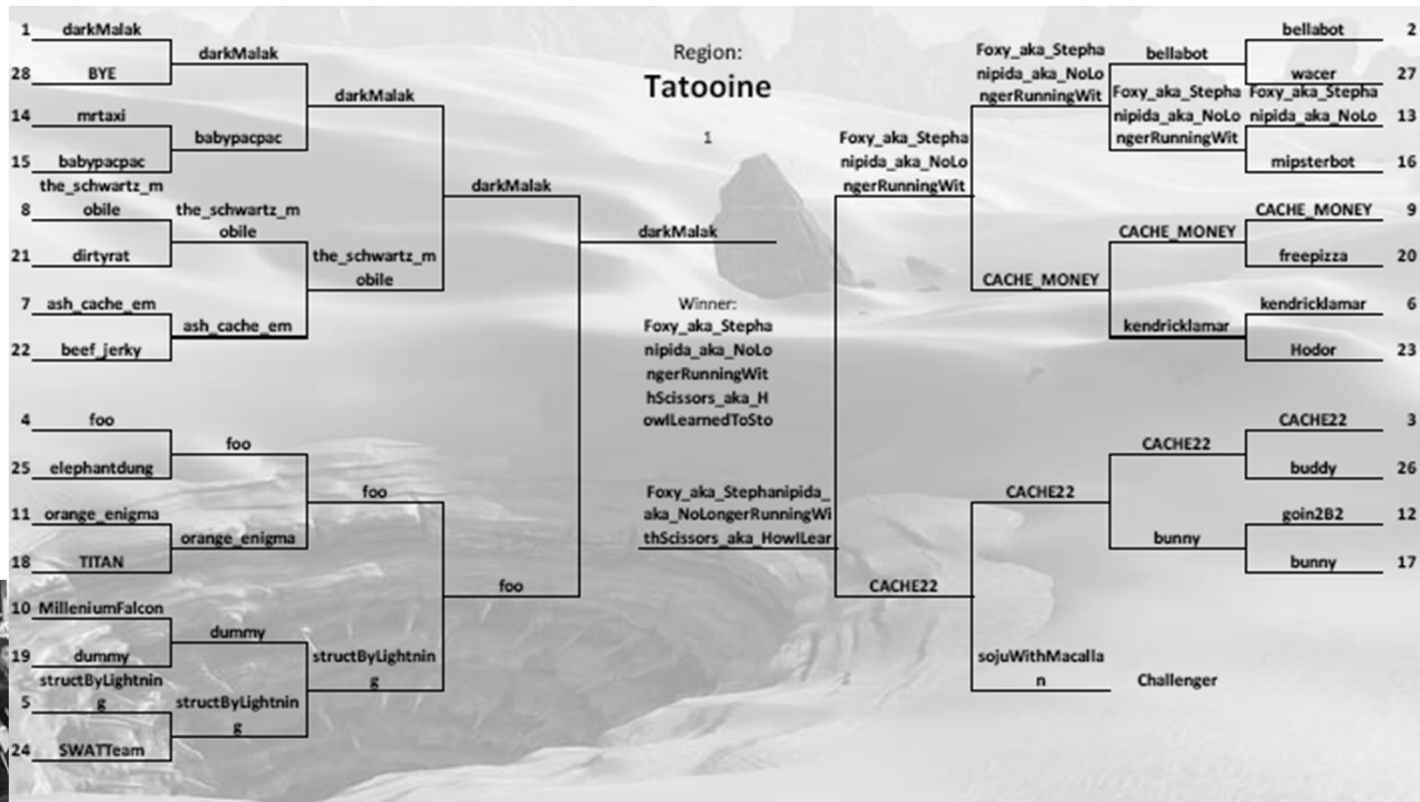 Region:
Tatooine
1
1 darkMalak
28 BYE
14 mrtaxi
15 babypacpac
the_schwartz_m
8 obile
21 dirtyrat
7 ash_cache_em
22 beef_jerky
4 foo
25 elephantdung
11 orange_enigma
18 TITAN
10 MilleniumFalcon
19 dummy
structByLightnin
5 g
24 SWATTeam
darkMalak
babypacpac
the_schwartz_m
obile
ash_cache_em
foo
orange_enigma
dummy
structByLightnin
g
darkMalak
the_schwartz_m
obile
foo
structByLightnin
g
darkMalak
foo
darkMalak
Winner:
Foxy_aka_Stepha
nipida_aka_NoLo
ngerRunningWit
hScissors_aka_H
owILearnedToSto
Foxy_aka_Stephanipida_
aka_NoLongerRunningWi
thScissors_aka_HowILear
Foxy_aka_Stepha
nipida_aka_NoLo
ngerRunningWit
CACHE22
Foxy_aka_Stepha
nipida_aka_NoLo
ngerRunningWit
CACHE_MONEY
CACHE22
sojuWithMacalla
n
Challenger
bellabot
Foxy_aka_Stepha
nipida_aka_NoLo
ngerRunningWit
CACHE_MONEY
kendricklamar
CACHE22
bunny
bellabot 2
wacer 27
Foxy_aka_Stepha
nipida_aka_NoLo 13
mipsterbot 16
CACHE_MONEY 9
freepizza 20
kendricklamar 6
Hodor 23
CACHE22 3
buddy 26
goin2B2 12
bunny 17